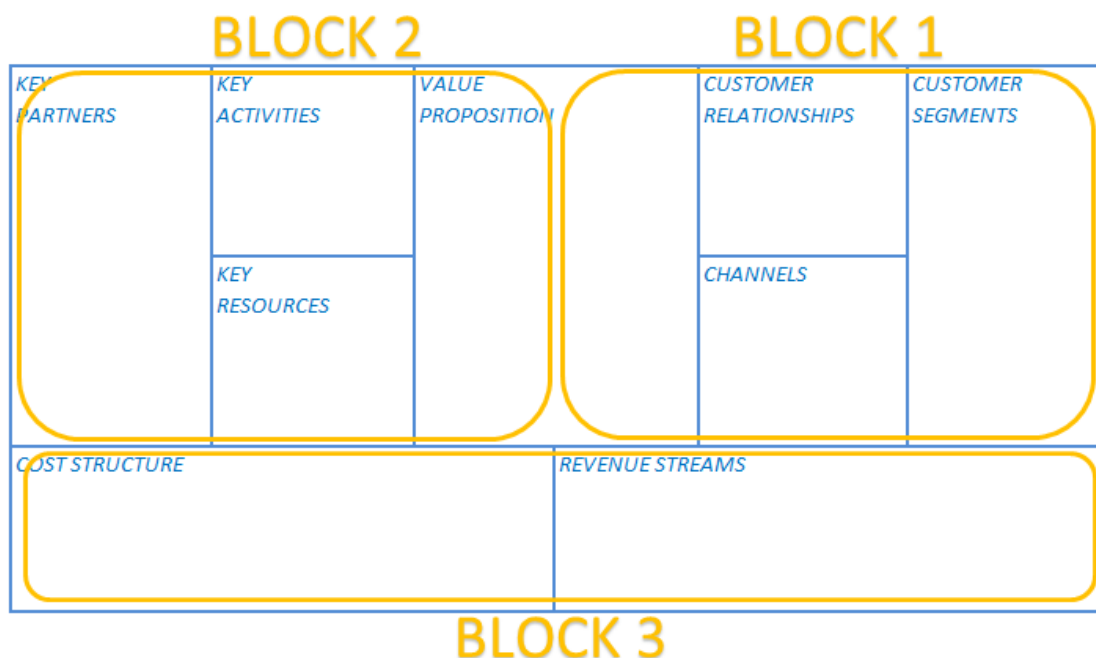 BLOCK 2
BLOCK 1
KEY
PARTNERS
KEY
ACTIVITIES
VALUE
PROPOSITION
CUSTOMER
RELATIONSHIPS
CUSTOMER
SEGMENTS
KEY
RESOURCES
CHANNELS
COST STRUCTURE
REVENUE STREAMS
BLOCK 3